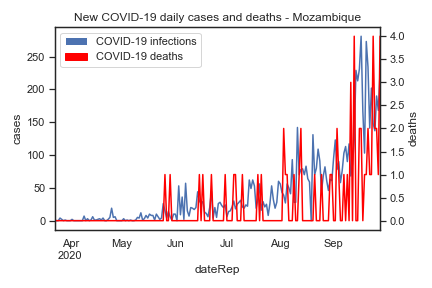 New COVID-19 daily cases and deaths - Mozambique
COVID-19 infections
COVID-19 deaths
cases
250
200
150
100
50
0
deaths
4.0
3.5
3.0
2.5
2.0
1.5
1.0
0.5
0.0
Apr May Jun Jul Aug Sep
2020
dateRep